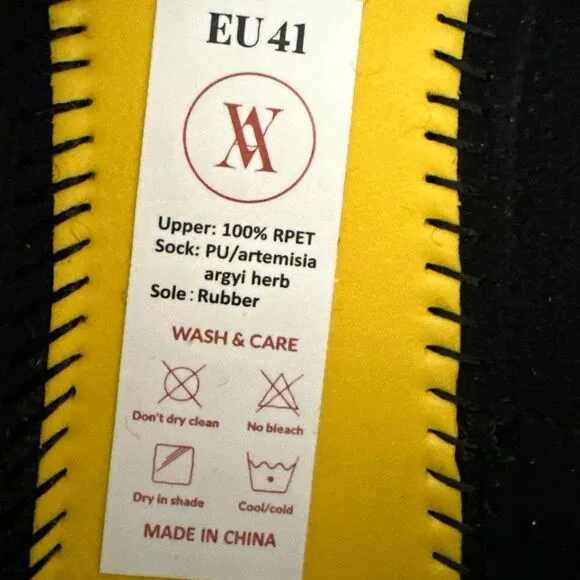 EU 41
VA
Upper: 100% RPET
Sock: PU/artemisia
argyi herb
Sole: Rubber
WASH & CARE
Don't dry clean
No bleach
Dry in shade
Cool/cold
MADE IN CHINA